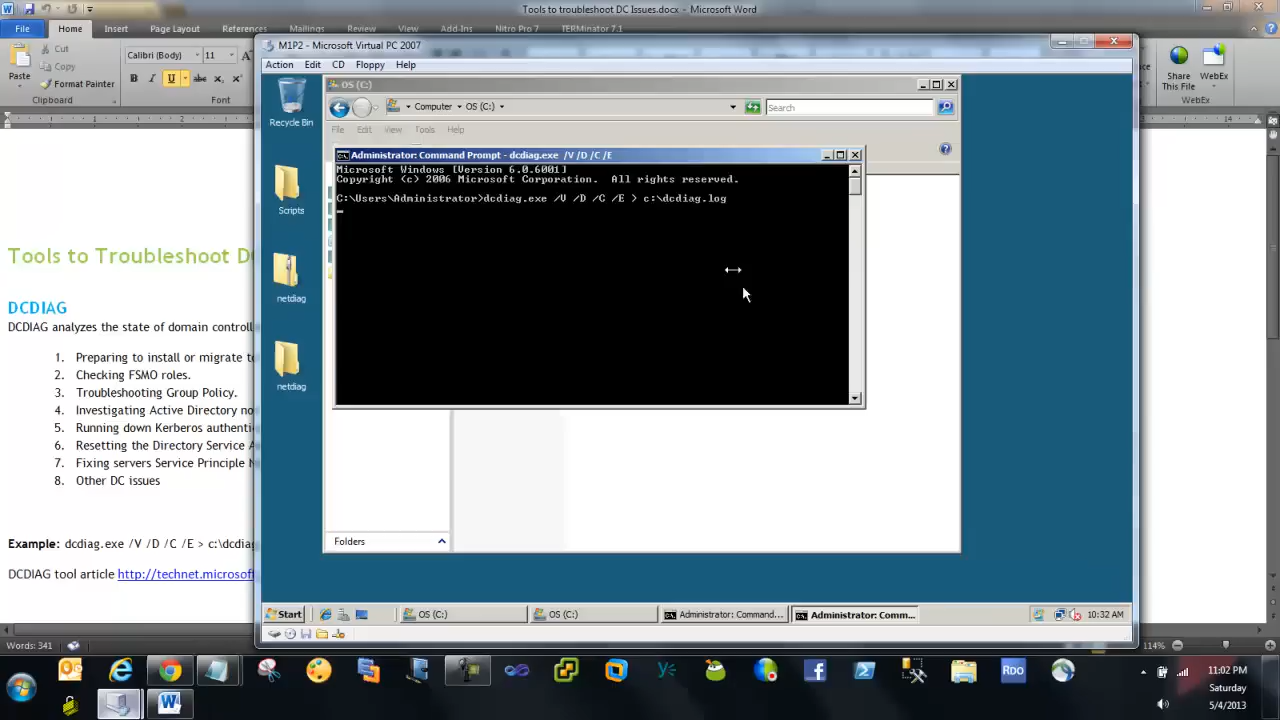 Tools to troubleshoot DC Issues.docx - Microsoft Word
File Home Insert Page Layout References Mailings Review View Add-Ins Nitro Pro 7 TERMinator 7.1
Paste
Cut
Copy
Format Painter
Clipboard
Calibri (Body) 11
B I U abc x x
Font
Share This File
WebEx
WebEx
Tools to Troubleshoot DC
DCDIAG
DCDIAG analyzes the state of domain controll
1. Preparing to install or migrate to
2. Checking FSMO roles.
3. Troubleshooting Group Policy.
4. Investigating Active Directory no
5. Running down Kerberos authenti
6. Resetting the Directory Service A
7. Fixing servers Service Principle N
8. Other DC issues
Example: dcdiag.exe /V /D /C /E > c:\dcdiag
DCDIAG tool article http://technet.microsoft
Words: 341
114%
M1P2 - Microsoft Virtual PC 2007
Action Edit CD Floppy Help
Recycle Bin
Scripts
netdiag
netdiag
OS (C:)
Computer OS (C:)
Search
File Edit View Tools Help
Administrator: Command Prompt - dcdiag.exe /V /D /C /E
Microsoft Windows [Version 6.0.6001]
Copyright (c) 2006 Microsoft Corporation. All rights reserved.
C:\Users\Administrator>dcdiag.exe /V /D /C /E > c:\dcdiag.log
Folders
Start OS (C:) OS (C:) Administrator: Command... Administrator: Comm... 10:32 AM
RDO
11:02 PM
Saturday
5/4/2013